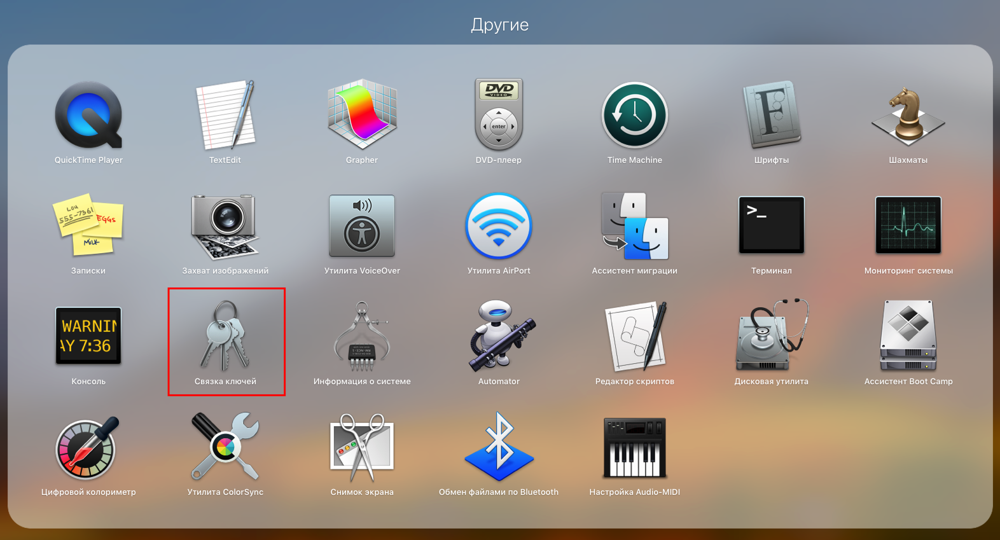 Другие
DVD
VIDEO
enter
F
QuickTime Player
TextEdit
Grapher
DVD-плеер
Time Machine
Шрифты
Шахматы
Lou
555-7361
EGGS
MILK
>_
Записки
Захват изображений
Утилита VoiceOver
Утилита AirPort
Ассистент миграции
Терминал
Мониторинг системы
WARNIN
AY 7:36
Консоль
Связка ключей
Информация о системе
Automator
Редактор скриптов
Дисковая утилита
Ассистент Boot Camp
Цифровой колориметр
Утилита ColorSync
Снимок экрана
Обмен файлами по Bluetooth
Настройка Audio-MIDI